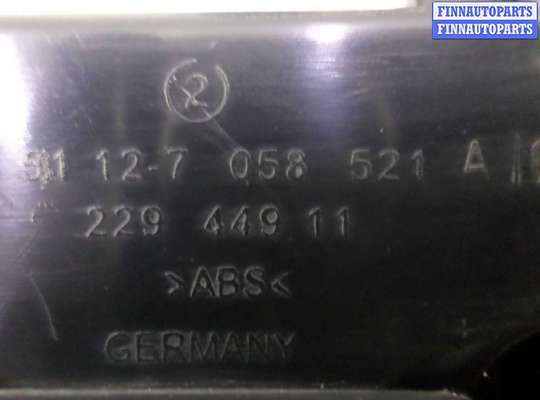 FINNAUTOPARTS
FINNAUTOPARTS
2
51 12-7 058 521 A
229 449 11
>ABS<
GERMANY